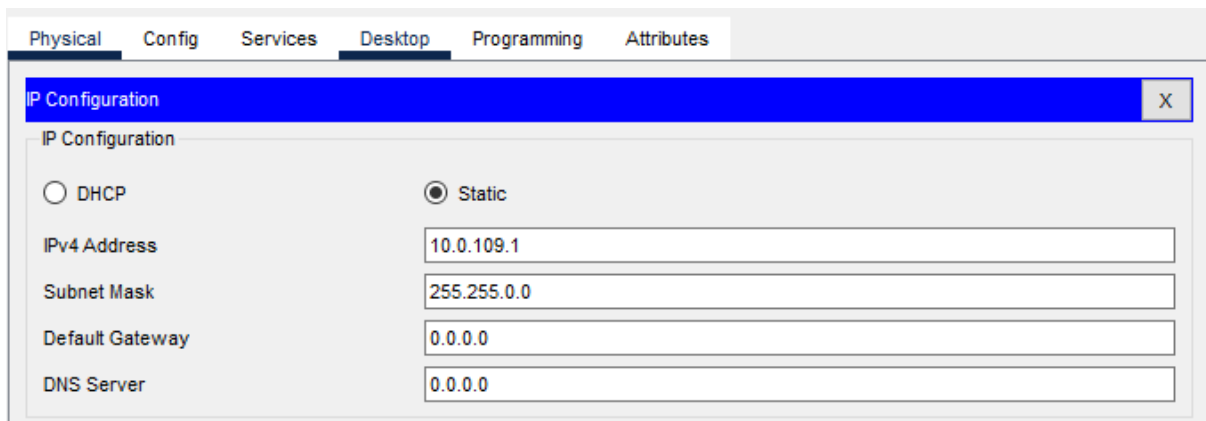 Physical Config Services Desktop Programming Attributes
IP Configuration X
IP Configuration
DHCP Static
IPv4 Address 10.0.109.1
Subnet Mask 255.255.0.0
Default Gateway 0.0.0.0
DNS Server 0.0.0.0